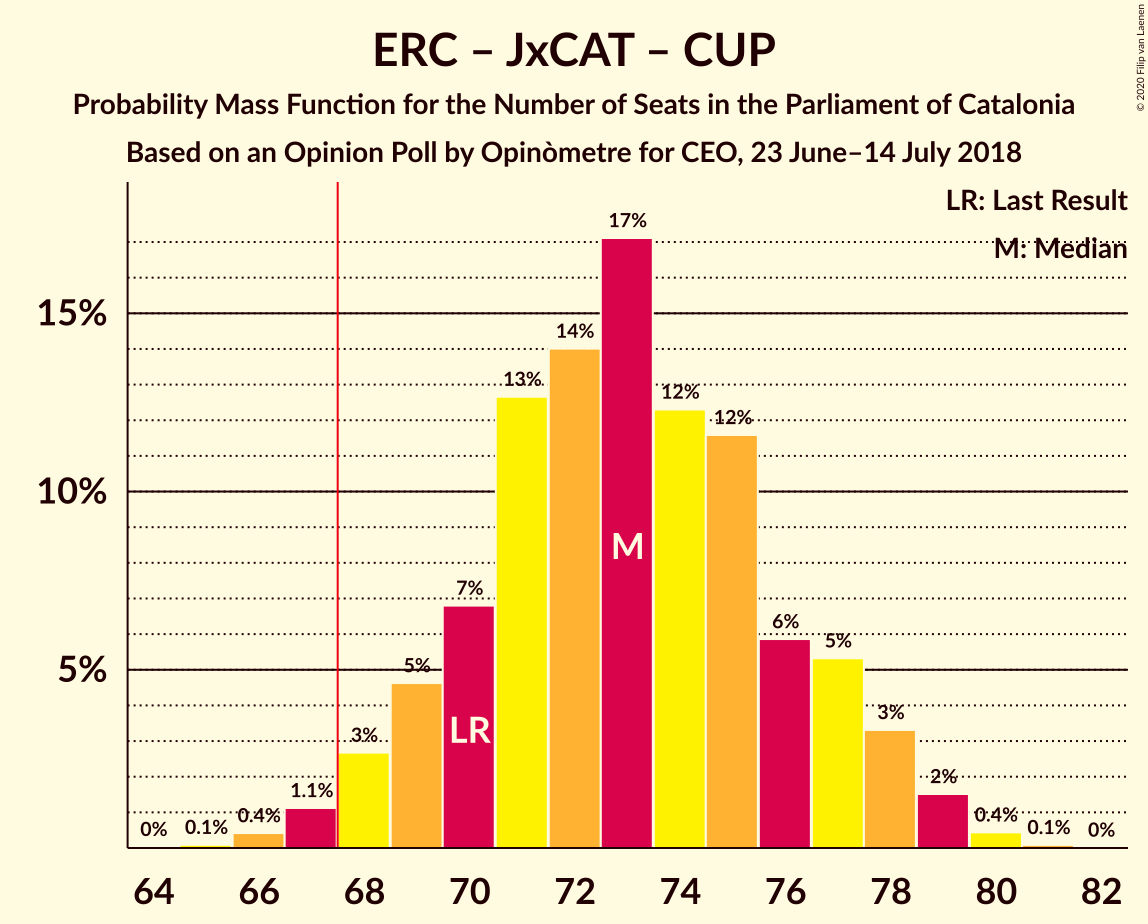 ERC – JxCAT – CUP
Probability Mass Function for the Number of Seats in the Parliament of Catalonia
Based on an Opinion Poll by Opinòmetre for CEO, 23 June–14 July 2018
© 2020 Filip van Laenen
LR: Last Result
M: Median
15%
10%
5%
0%
0.1%
0.4%
1.1%
3%
5%
7%
13%
14%
17%
12%
12%
6%
5%
3%
2%
0.4%
0.1%
0%
LR
M
64 66 68 70 72 74 76 78 80 82